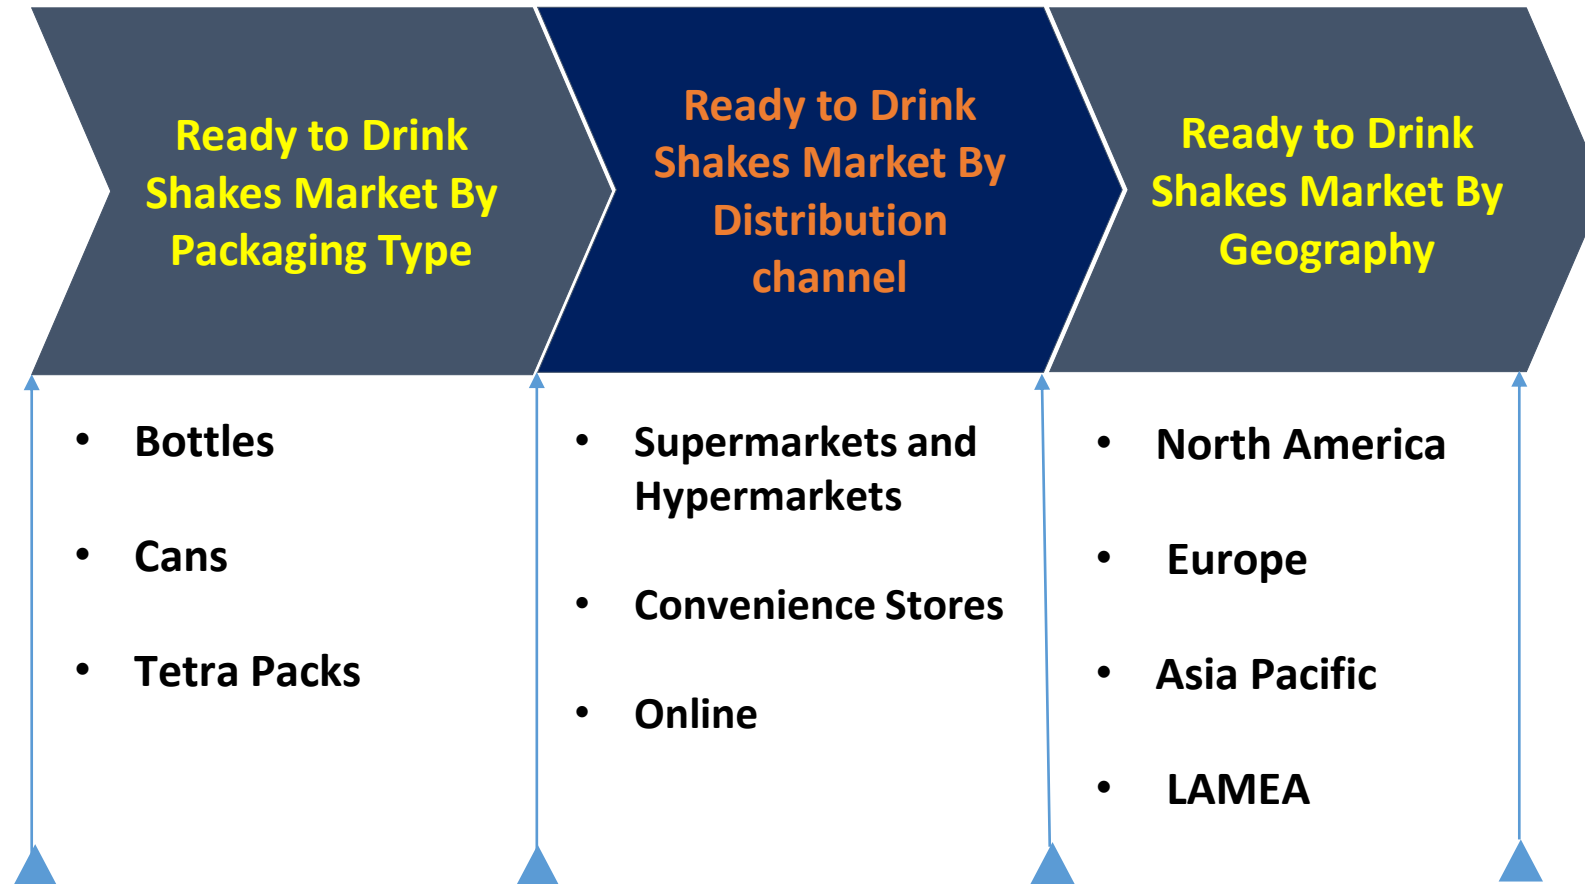 Ready to Drink
Shakes Market By
Packaging Type
Ready to Drink
Shakes Market By
Distribution
channel
Ready to Drink
Shakes Market By
Geography
• Bottles
• Cans
• Tetra Packs
• Supermarkets and
Hypermarkets
• Convenience Stores
• Online
• North America
• Europe
• Asia Pacific
• LAMEA